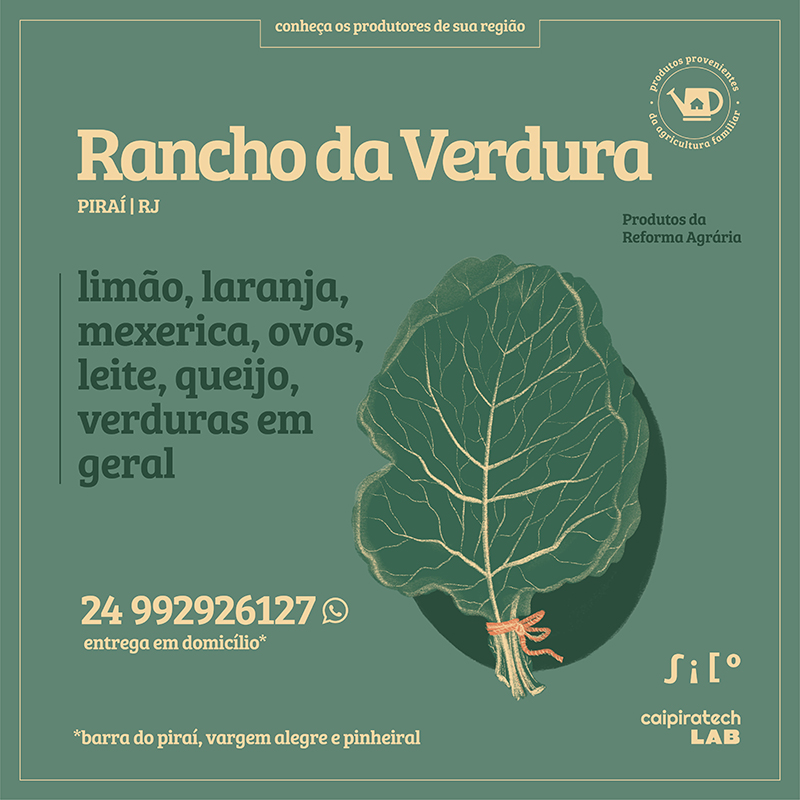 conheça os produtores de sua região
produtos provenientes
da agricultura familiar
Rancho da Verdura
PIRAÍ | RJ
Produtos da
Reforma Agrária
limão, laranja,
mexerica, ovos,
leite, queijo,
verduras em
geral
24 992926127
entrega em domicílio*
*barra do piraí, vargem alegre e pinheiral
caipiratech
LAB